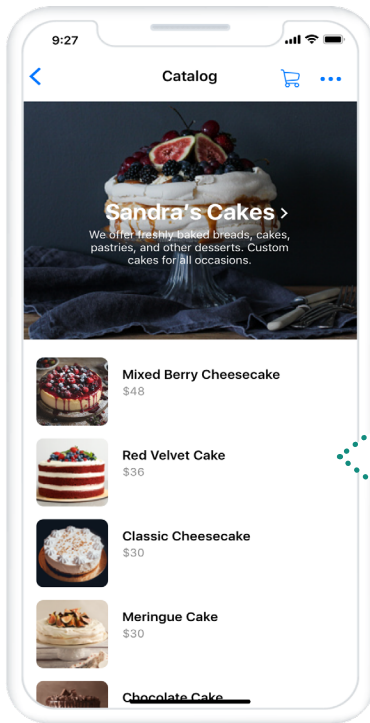 9:27
Catalog
Sandra's Cakes >
We offer freshly baked breads, cakes,
pastries, and other desserts. Custom
cakes for all occasions.
Mixed Berry Cheesecake
$48
Red Velvet Cake
$36
Classic Cheesecake
$30
Meringue Cake
$30
Chocolate Cake